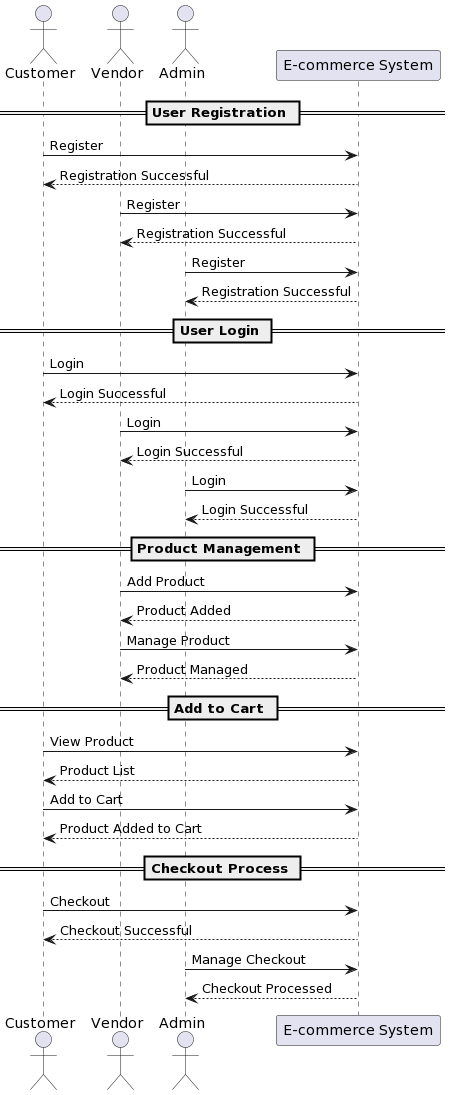 Customer Vendor Admin
E-commerce System
User Registration
Register
Registration Successful
Register
Registration Successful
Register
Registration Successful
User Login
Login
Login Successful
Login
Login Successful
Login
Login Successful
Product Management
Add Product
Product Added
Manage Product
Product Managed
Add to Cart
View Product
Product List
Add to Cart
Product Added to Cart
Checkout Process
Checkout
Checkout Successful
Manage Checkout
Checkout Processed
Customer Vendor Admin
E-commerce System